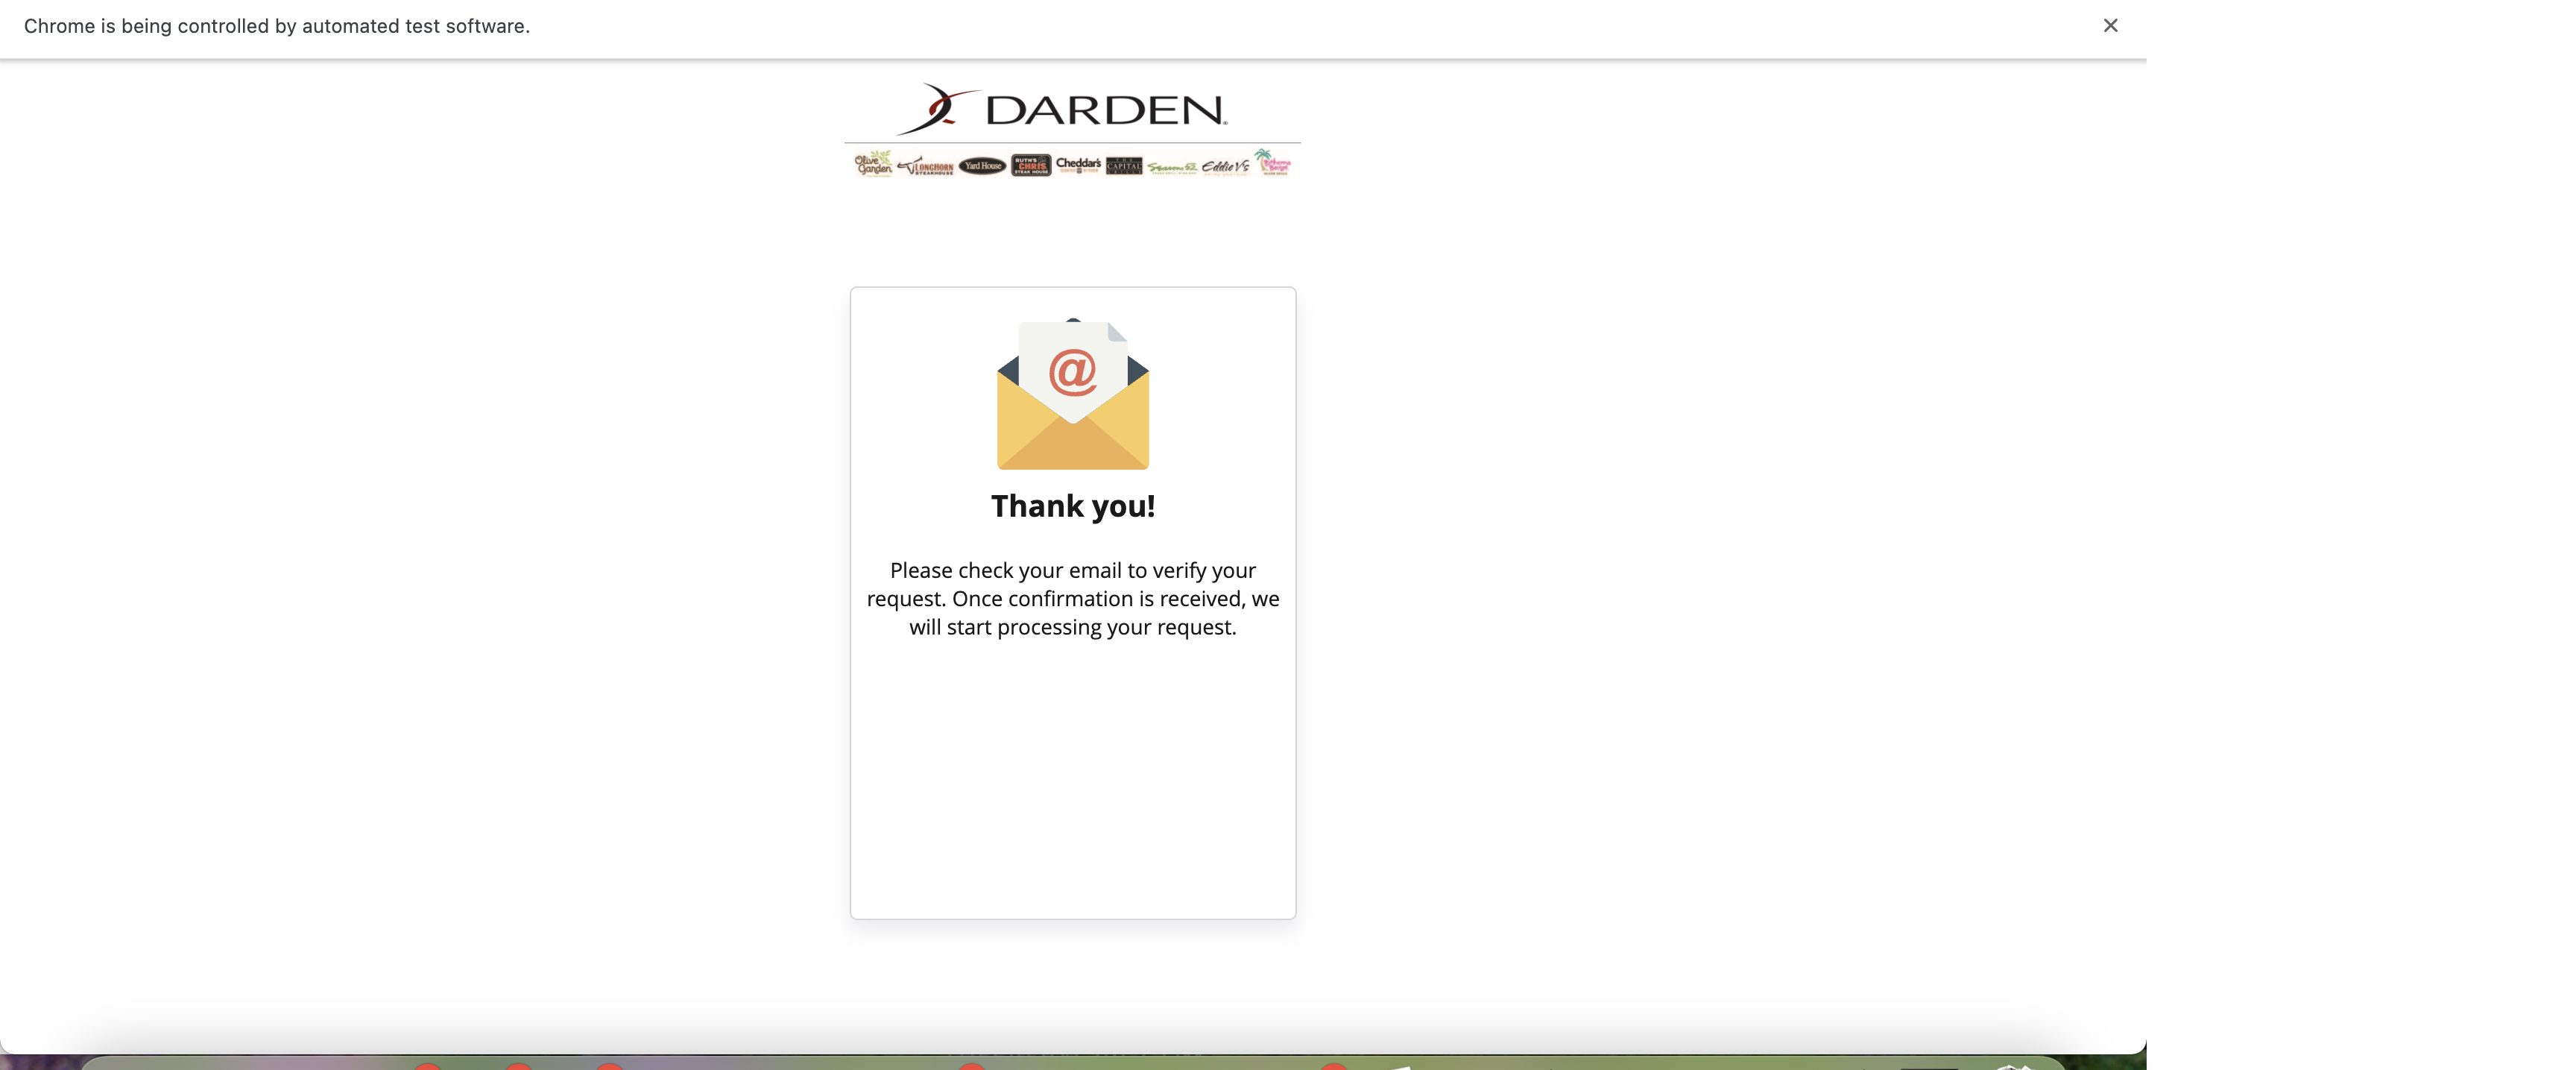 Chrome is being controlled by automated test software.
DARDEN
Olive Garden LONGHORN STEAKHOUSE Yard House RUTH'S CHRIS STEAK HOUSE Cheddar's THE CAPITAL Seasons 52 Eddie V's Bahama Breeze
@
Thank you!
Please check your email to verify your
request. Once confirmation is received, we
will start processing your request.